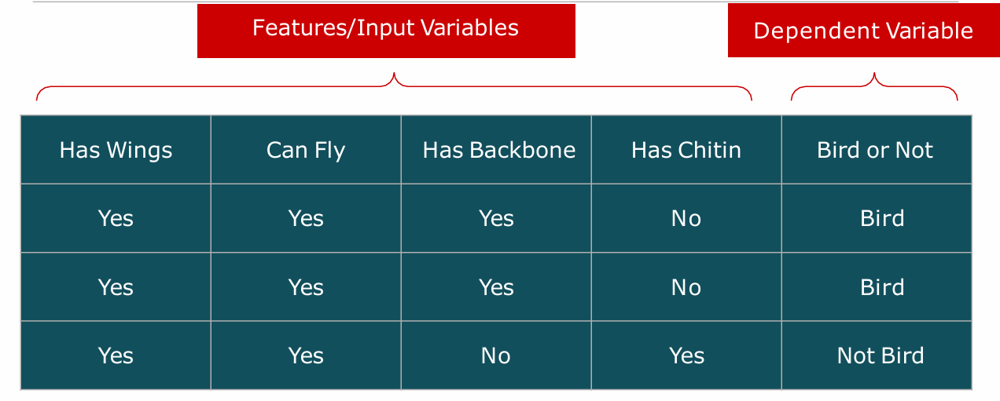 Features/Input Variables
Dependent Variable
Has Wings Can Fly Has Backbone Has Chitin Bird or Not
Yes Yes Yes No Bird
Yes Yes Yes No Bird
Yes Yes No Yes Not Bird